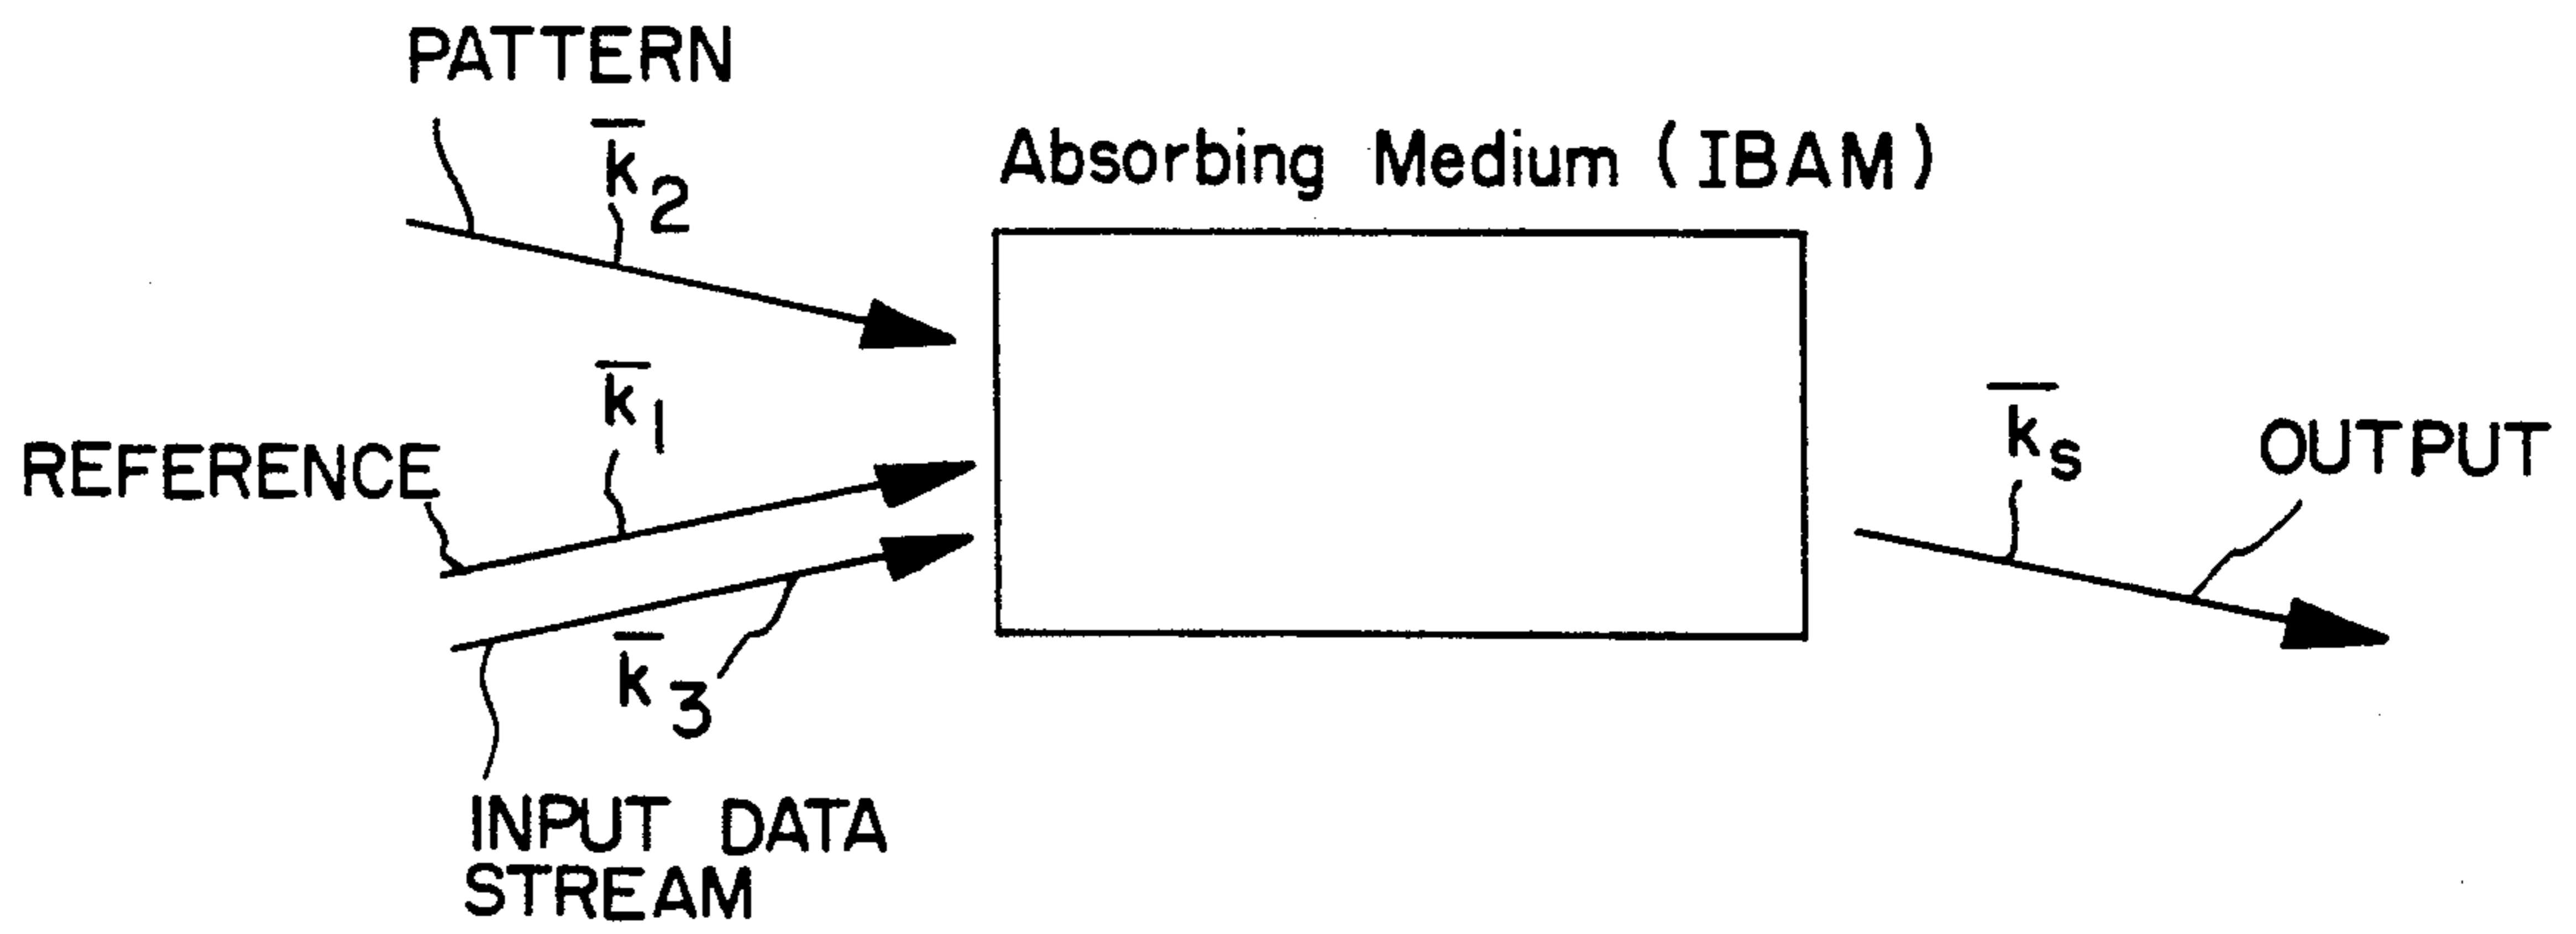 PATTERN
k̅2
Absorbing Medium (IBAM)
k̅1
REFERENCE
k̅s
OUTPUT
k̅3
INPUT DATA
STREAM